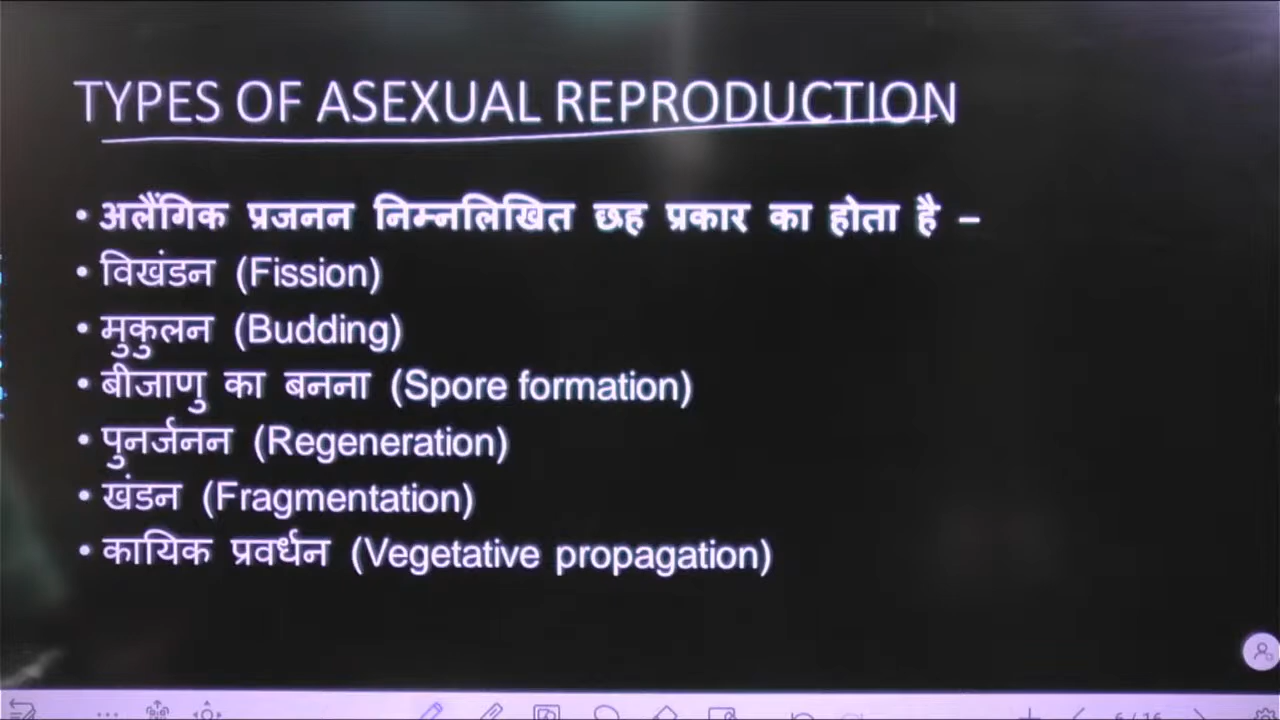 TYPES OF ASEXUAL REPRODUCTION
• अलैंगिक प्रजनन निम्नलिखित छह प्रकार का होता है –
• विखंडन (Fission)
• मुकुलन (Budding)
• बीजाणु का बनना (Spore formation)
• पुनर्जनन (Regeneration)
• खंडन (Fragmentation)
• कायिक प्रवर्धन (Vegetative propagation)